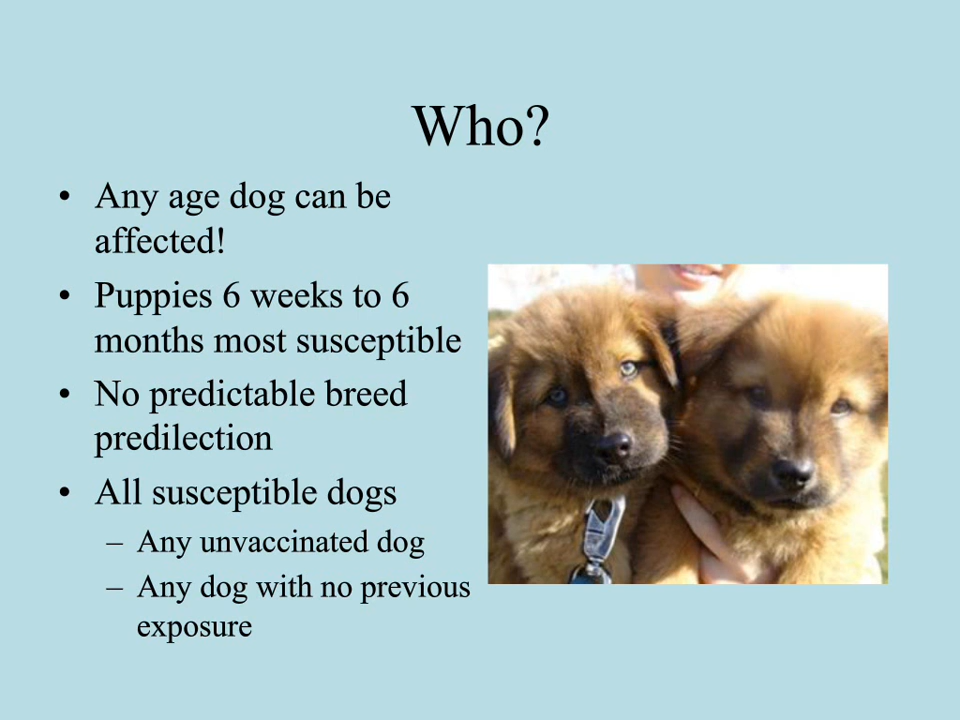 Who?
• Any age dog can be
affected!
• Puppies 6 weeks to 6
months most susceptible
• No predictable breed
predilection
• All susceptible dogs
– Any unvaccinated dog
– Any dog with no previous
exposure